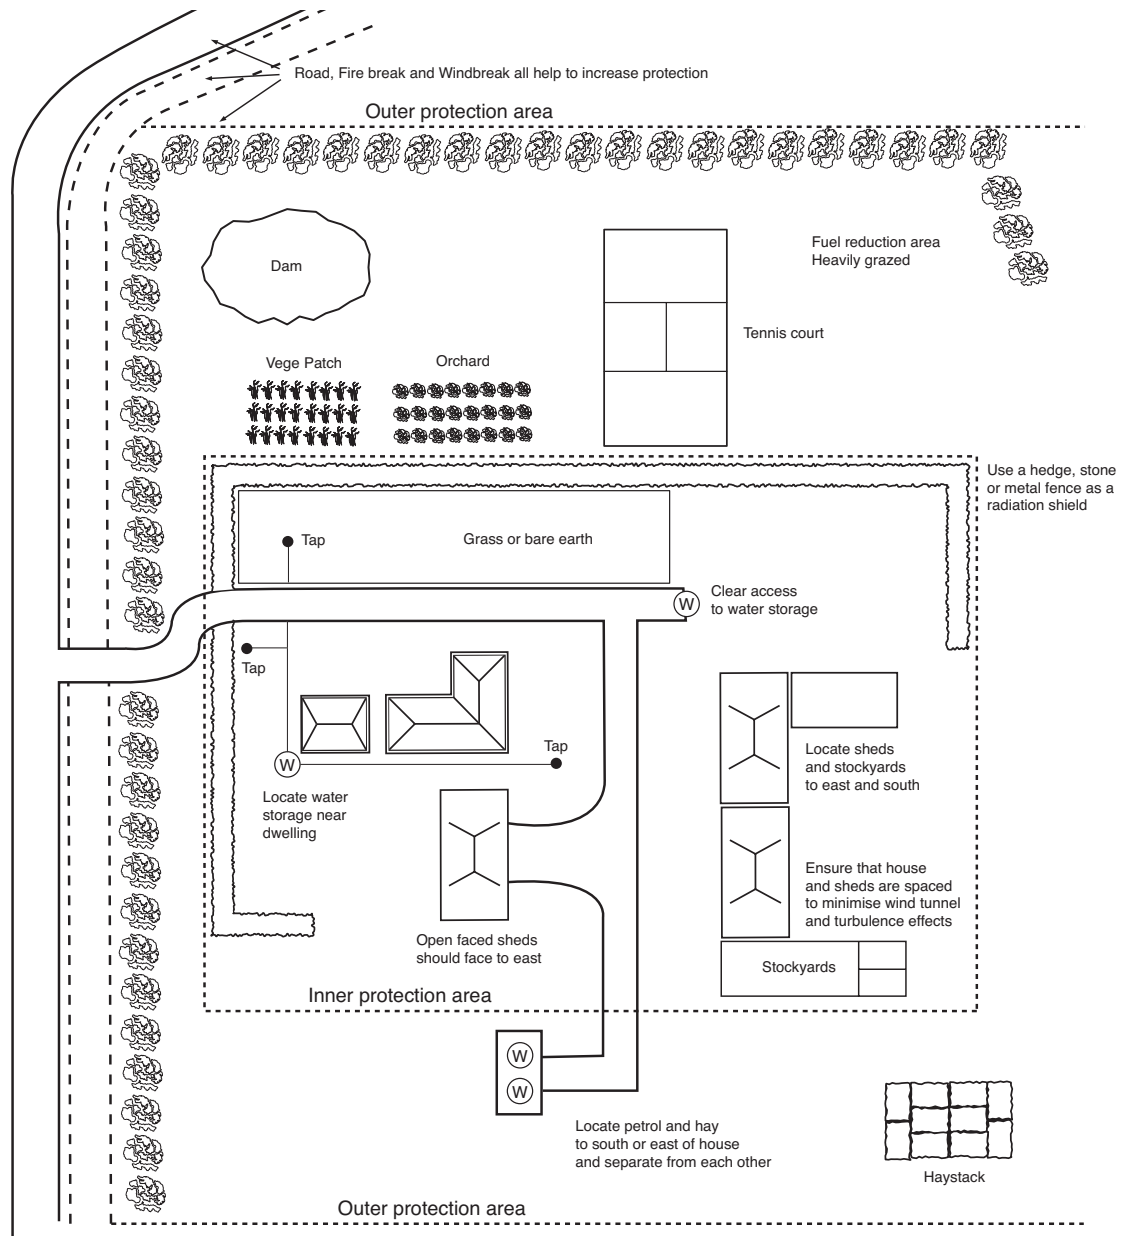 Road, Fire break and Windbreak all help to increase protection
Outer protection area
Dam
Fuel reduction area
Heavily grazed
Tennis court
Vege Patch
Orchard
Use a hedge, stone
or metal fence as a
radiation shield
Tap
Grass or bare earth
Clear access
to water storage
W
Tap
Tap
W
Locate water
storage near
dwelling
Locate sheds
and stockyards
to east and south
Ensure that house
and sheds are spaced
to minimise wind tunnel
and turbulence effects
Open faced sheds
should face to east
Stockyards
Inner protection area
W
W
Locate petrol and hay
to south or east of house
and separate from each other
Haystack
Outer protection area